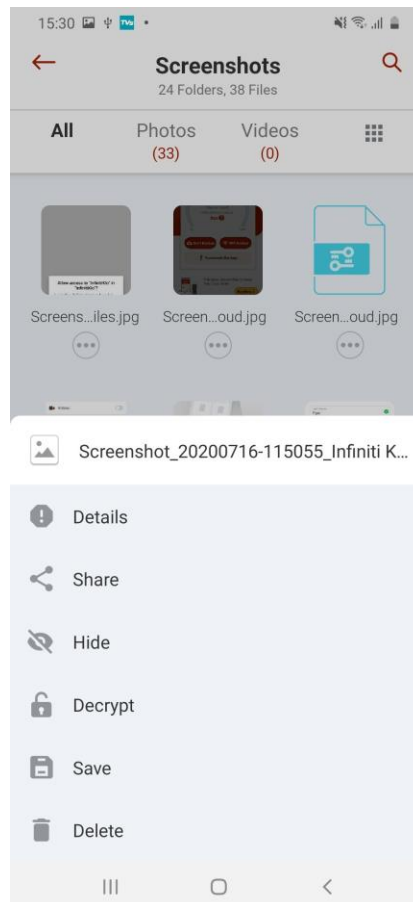 15:30
Screenshots
24 Folders, 38 Files
All
Photos
(33)
Videos
(0)
Screens...iles.jpg
Screen...oud.jpg
Screen...oud.jpg
Screenshot_20200716-115055_Infiniti K...
Details
Share
Hide
Decrypt
Save
Delete